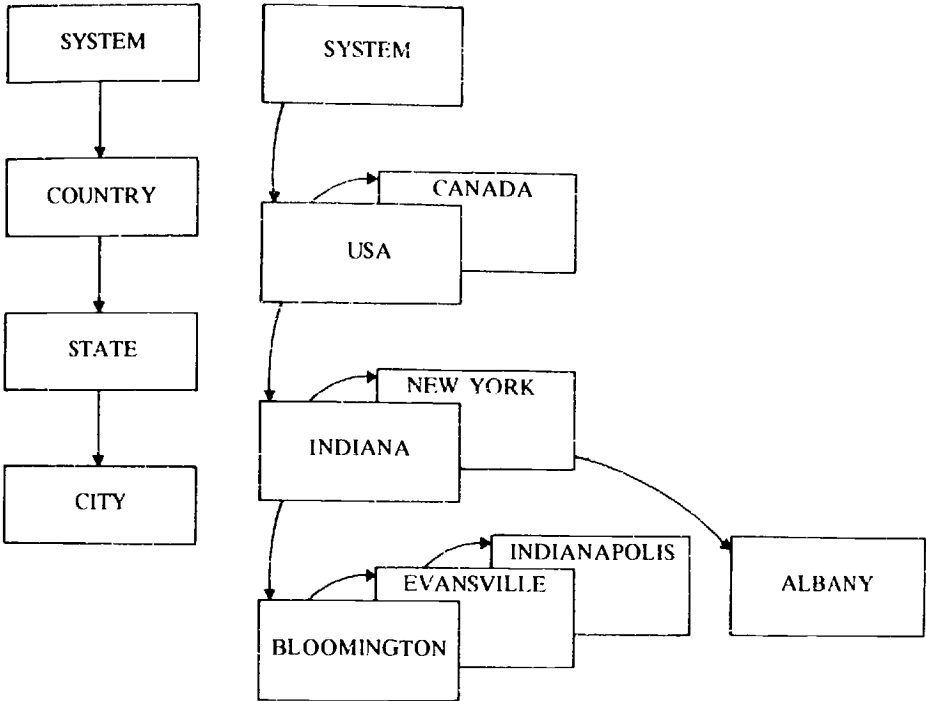 SYSTEM
SYSTEM
COUNTRY
CANADA
USA
STATE
NEW YORK
INDIANA
CITY
INDIANAPOLIS
EVANSVILLE
ALBANY
BLOOMINGTON